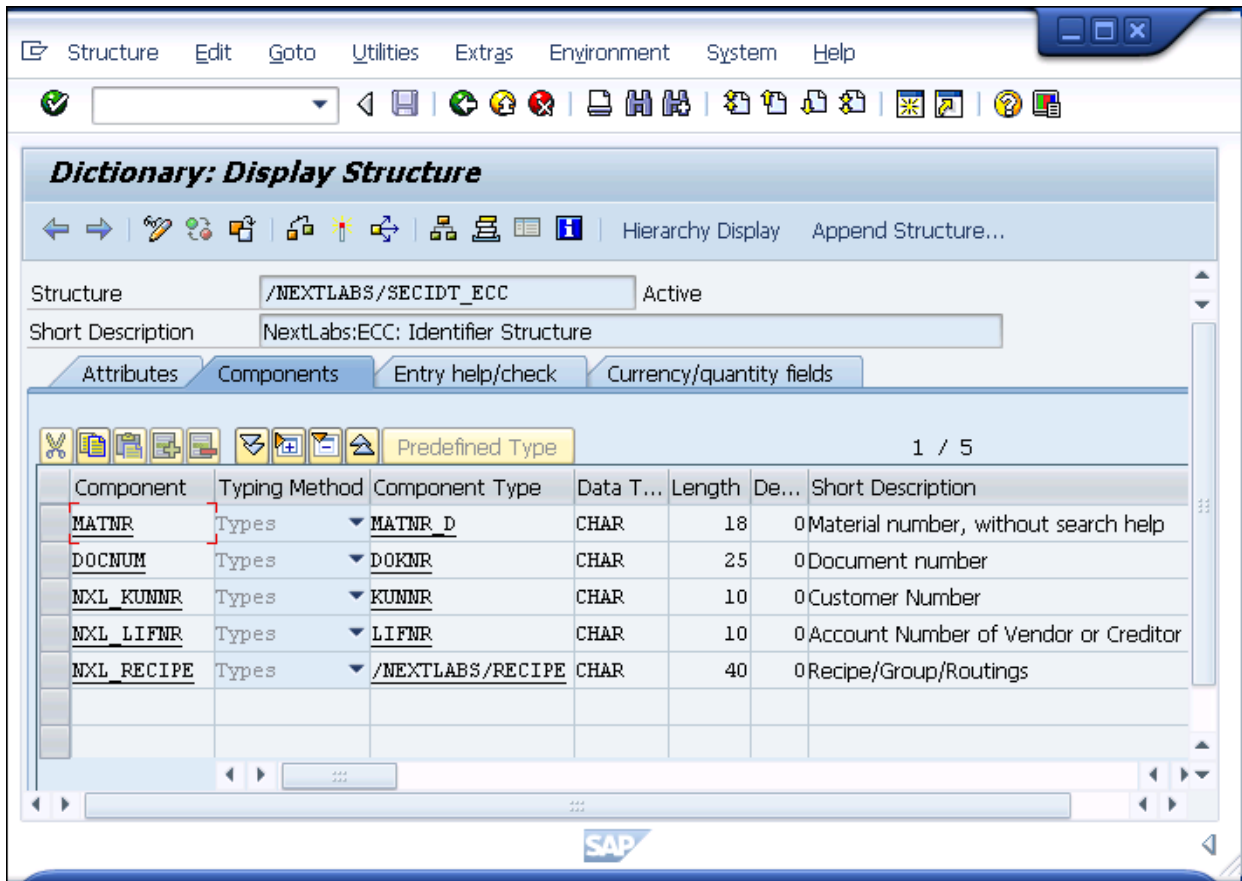 Structure Edit Goto Utilities Extras Environment System Help
Dictionary: Display Structure
Hierarchy Display Append Structure...
Structure /NEXTLABS/SECIDT_ECC Active
Short Description NextLabs:ECC: Identifier Structure
Attributes Components Entry help/check Currency/quantity fields
Predefined Type 1 / 5
Component Typing Method Component Type Data T... Length De... Short Description
MATNR Types MATNR_D CHAR 18 0 Material number, without search help
DOCNUM Types DOKNR CHAR 25 0 Document number
NXL_KUNNR Types KUNNR CHAR 10 0 Customer Number
NXL_LIFNR Types LIFNR CHAR 10 0 Account Number of Vendor or Creditor
NXL_RECIPE Types /NEXTLABS/RECIPE CHAR 40 0 Recipe/Group/Routings
SAP